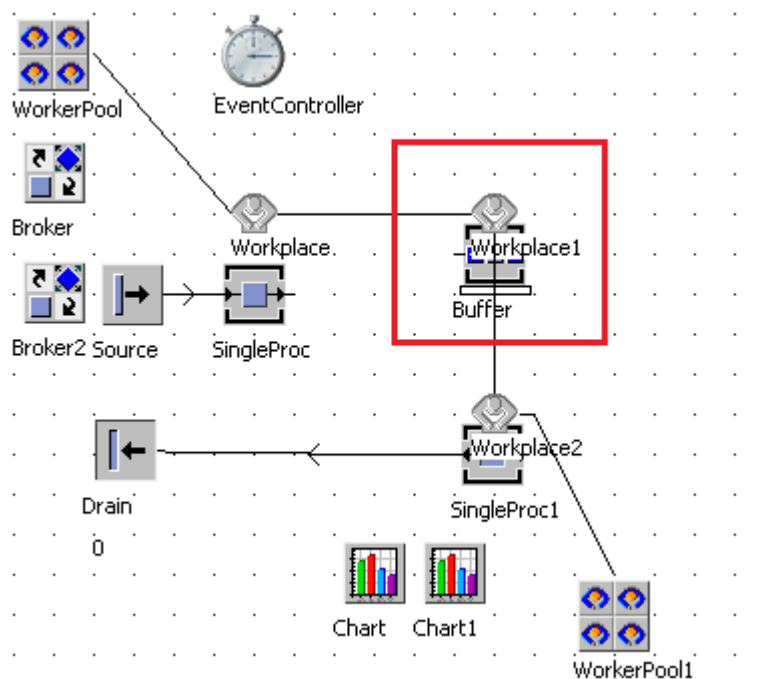 WorkerPool
EventController
Broker
Workplace
Workplace1
Buffer
Broker2
Source
SingleProc
Workplace2
Drain
SingleProc1
0
Chart
Chart1
WorkerPool1